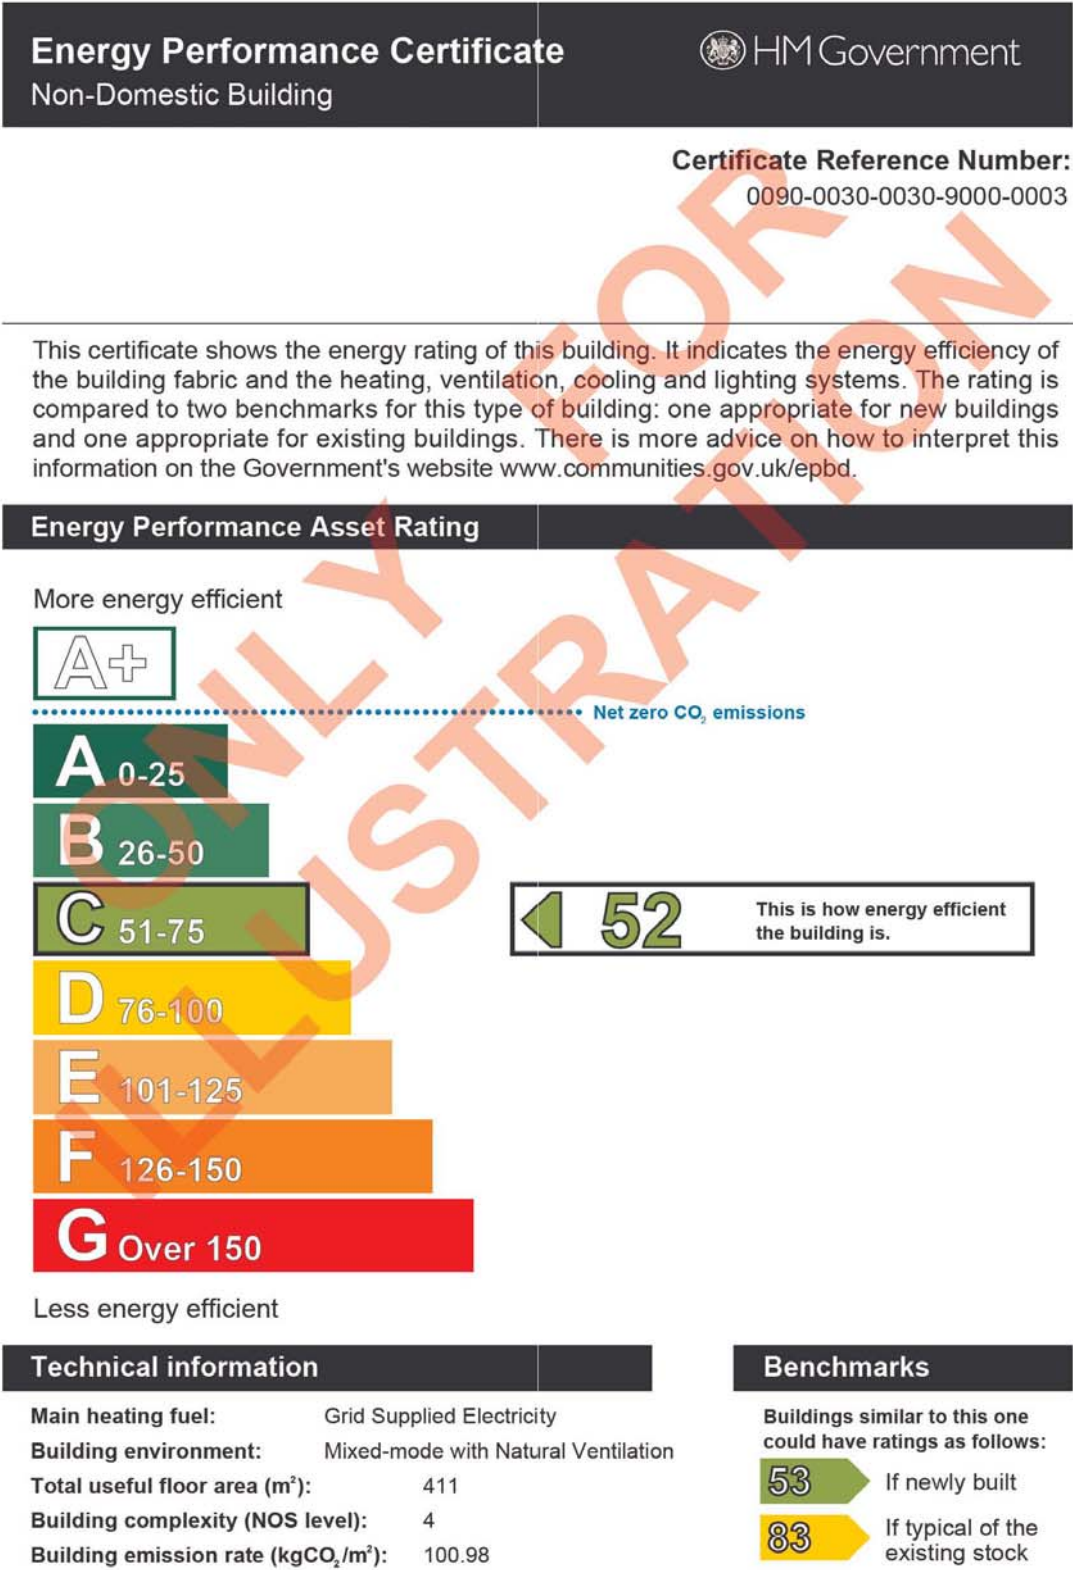 Energy Performance Certificate
Non-Domestic Building
HM Government
Certificate Reference Number:
0090-0030-0030-9000-0003
This certificate shows the energy rating of this building. It indicates the energy efficiency of
the building fabric and the heating, ventilation, cooling and lighting systems. The rating is
compared to two benchmarks for this type of building: one appropriate for new buildings
and one appropriate for existing buildings. There is more advice on how to interpret this
information on the Government's website www.communities.gov.uk/epbd.
Energy Performance Asset Rating
More energy efficient
A+
Net zero CO₂ emissions
A 0-25
B 26-50
C 51-75
52
This is how energy efficient
the building is.
D 76-100
E 101-125
F 126-150
G Over 150
Less energy efficient
Technical information
Main heating fuel: Grid Supplied Electricity
Building environment: Mixed-mode with Natural Ventilation
Total useful floor area (m²): 411
Building complexity (NOS level): 4
Building emission rate (kgCO₂/m²): 100.98
Benchmarks
Buildings similar to this one
could have ratings as follows:
53 If newly built
83 If typical of the
existing stock
ONLY FOR
ILLUSTRATION